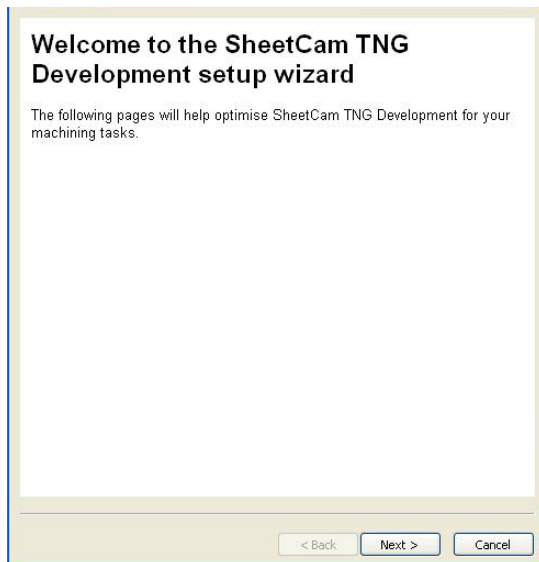 Welcome to the SheetCam TNG
Development setup wizard
The following pages will help optimise SheetCam TNG Development for your
machining tasks.
< Back
Next >
Cancel